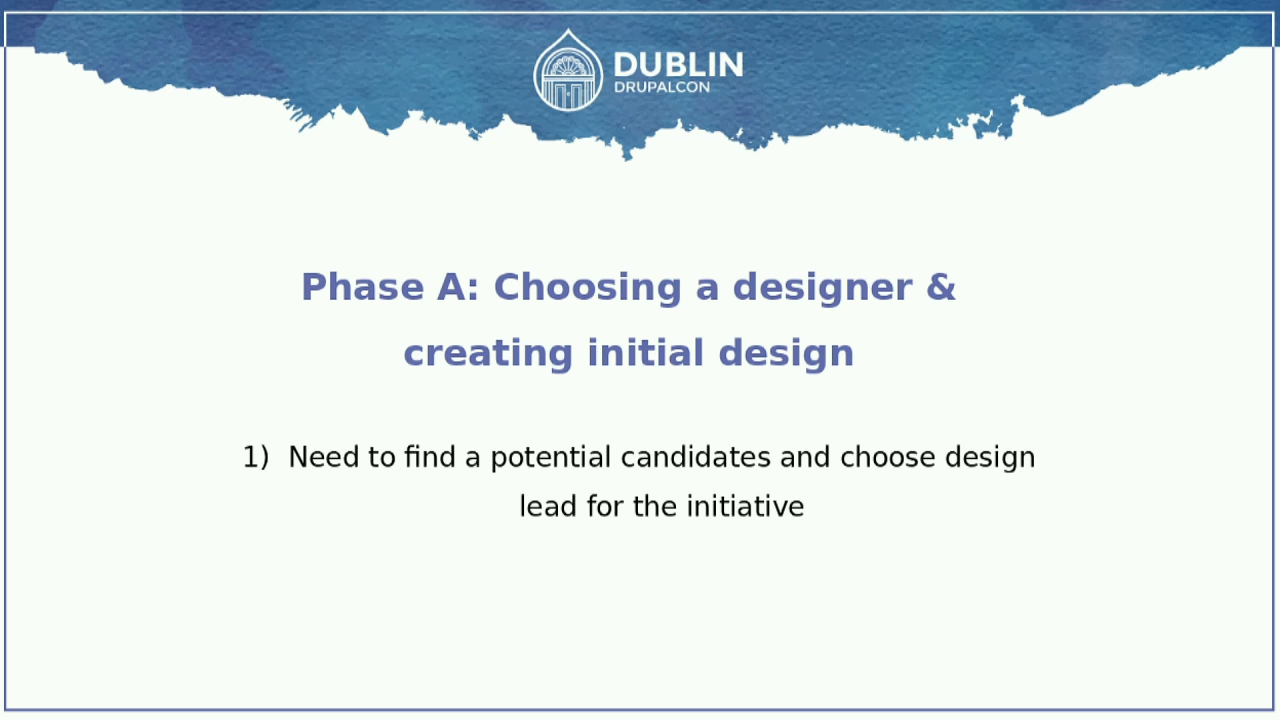 DUBLIN
DRUPALCON
Phase A: Choosing a designer &
creating initial design
1) Need to find a potential candidates and choose design
lead for the initiative